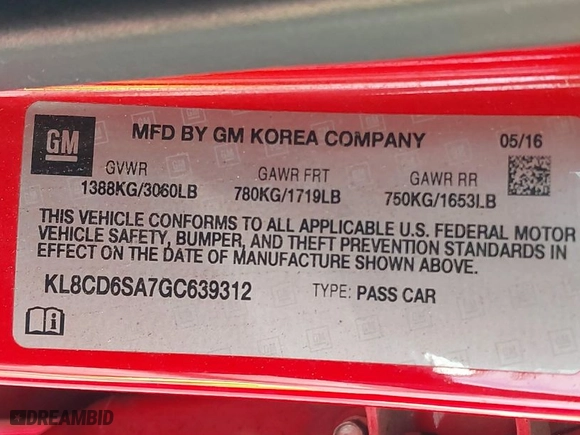 GM
MFD BY GM KOREA COMPANY
05/16
GVWR GAWR FRT GAWR RR
1388KG/3060LB 780KG/1719LB 750KG/1653LB
THIS VEHICLE CONFORMS TO ALL APPLICABLE U.S. FEDERAL MOTOR
VEHICLE SAFETY, BUMPER, AND THEFT PREVENTION STANDARDS IN
EFFECT ON THE DATE OF MANUFACTURE SHOWN ABOVE.
KL8CD6SA7GC639312 TYPE: PASS CAR
DREAMBID